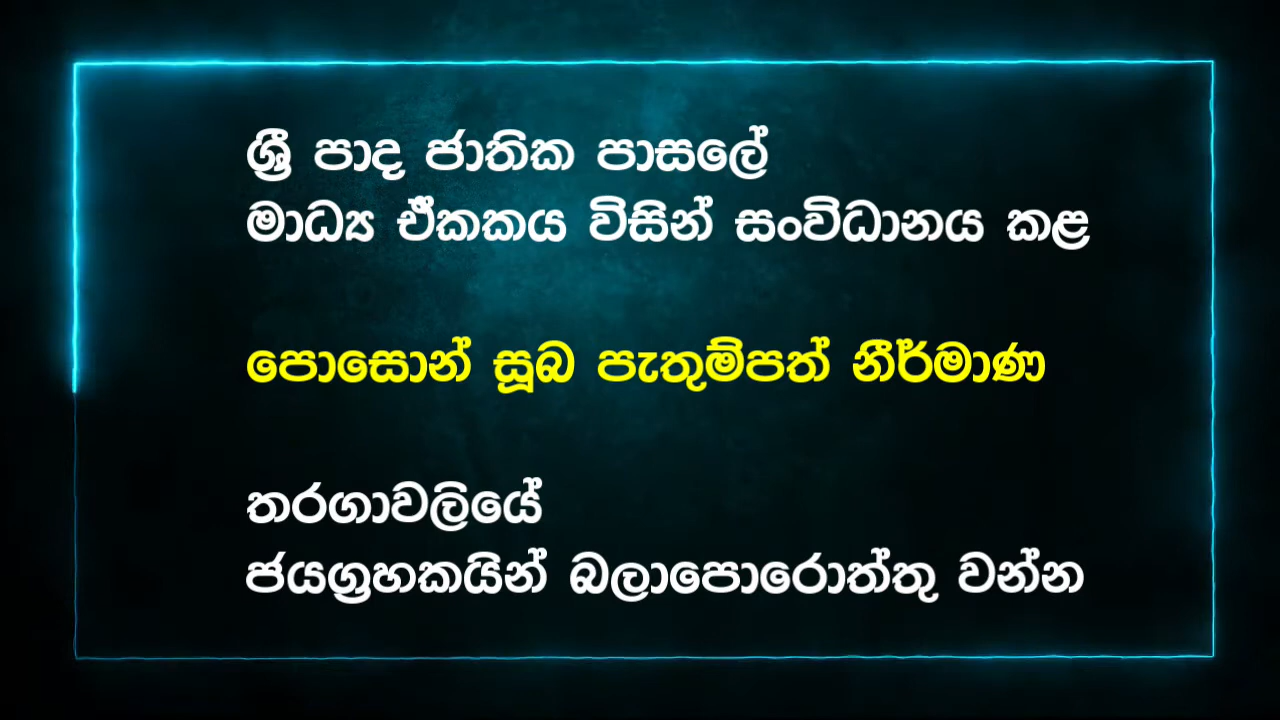 ශ්‍රී පාද ජාතික පාසලේ
මාධ්‍ය ඒකකය විසින් සංවිධානය කළ
පොසොන් සූබ පැතුම්පත් නිර්මාණ
තරගාවලියේ
ජයග්‍රහකයින් බලාපොරොත්තු වන්න